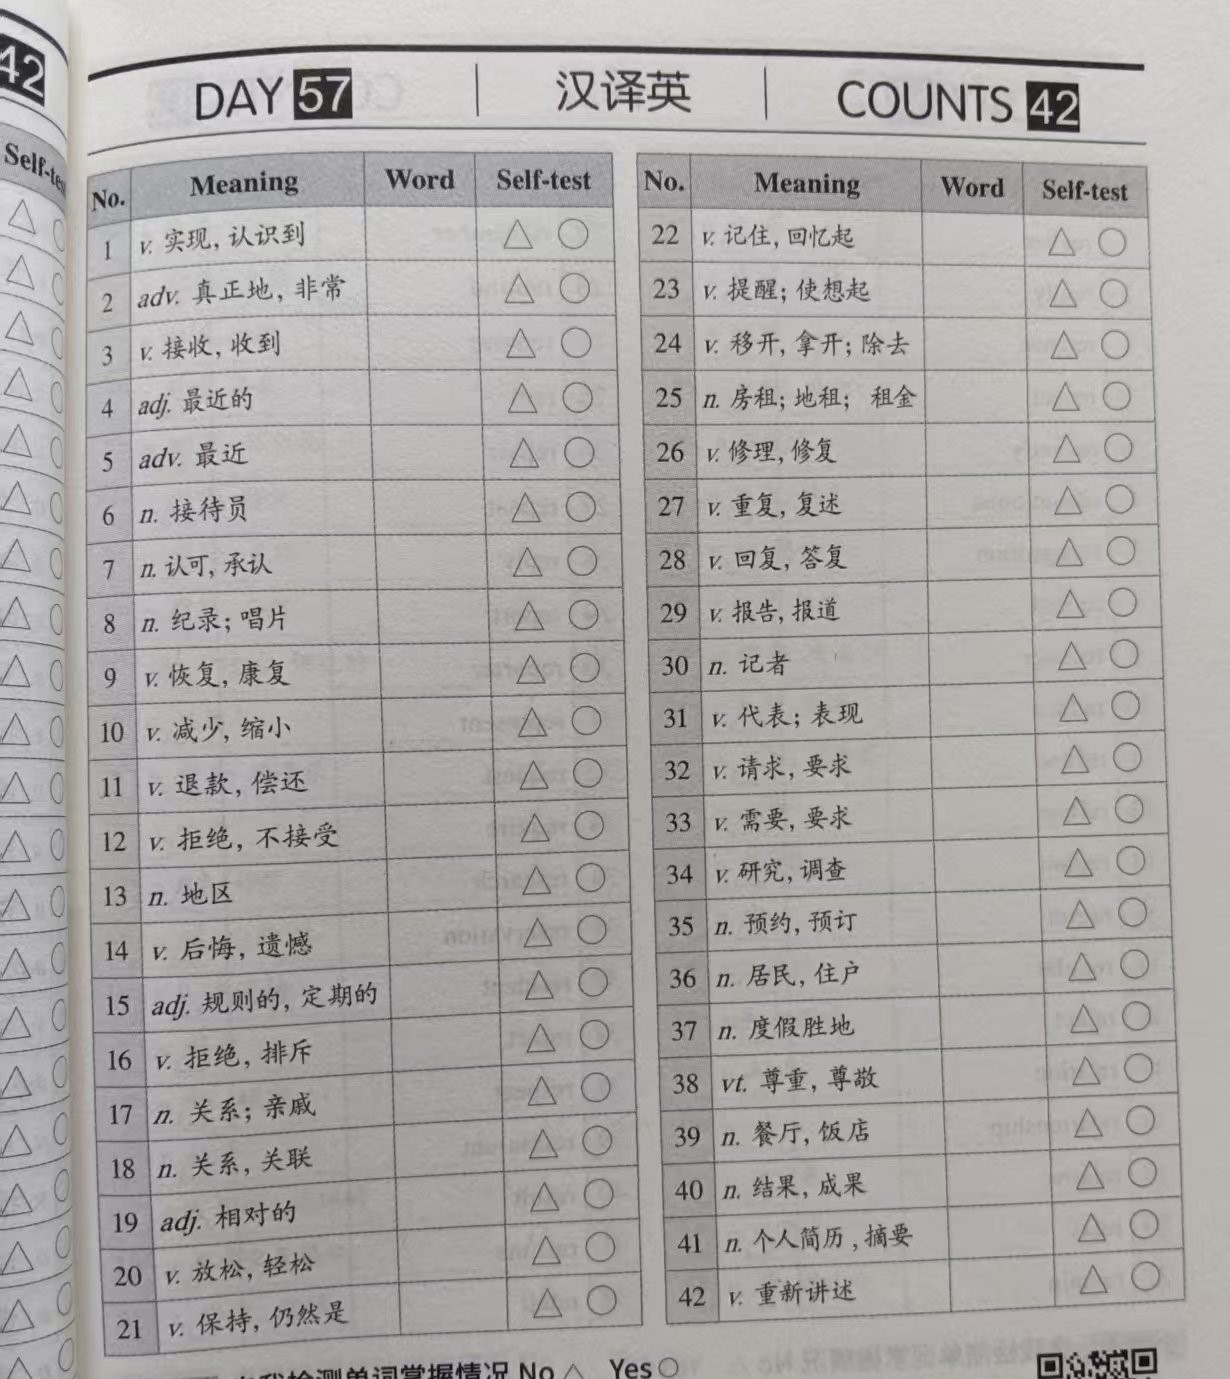 42
Self-te
DAY 57
汉译英
COUNTS 42
No. Meaning Word Self-test
1 v. 实现, 认识到
2 adv. 真正地, 非常
3 v. 接收, 收到
4 adj. 最近的
5 adv. 最近
6 n. 接待员
7 n. 认可, 承认
8 n. 纪录; 唱片
9 v. 恢复, 康复
10 v. 减少, 缩小
11 v. 退款, 偿还
12 v. 拒绝, 不接受
13 n. 地区
14 v. 后悔, 遗憾
15 adj. 规则的, 定期的
16 v. 拒绝, 排斥
17 n. 关系; 亲戚
18 n. 关系, 关联
19 adj. 相对的
20 v. 放松, 轻松
21 v. 保持, 仍然是
No. Meaning Word Self-test
22 v. 记住, 回忆起
23 v. 提醒; 使想起
24 v. 移开, 拿开; 除去
25 n. 房租; 地租; 租金
26 v. 修理, 修复
27 v. 重复, 复述
28 v. 回复, 答复
29 v. 报告, 报道
30 n. 记者
31 v. 代表; 表现
32 v. 请求, 要求
33 v. 需要, 要求
34 v. 研究, 调查
35 n. 预约, 预订
36 n. 居民, 住户
37 n. 度假胜地
38 vt. 尊重, 尊敬
39 n. 餐厅, 饭店
40 n. 结果, 成果
41 n. 个人简历, 摘要
42 v. 重新讲述
自我检测单词掌握情况 No △ Yes ○